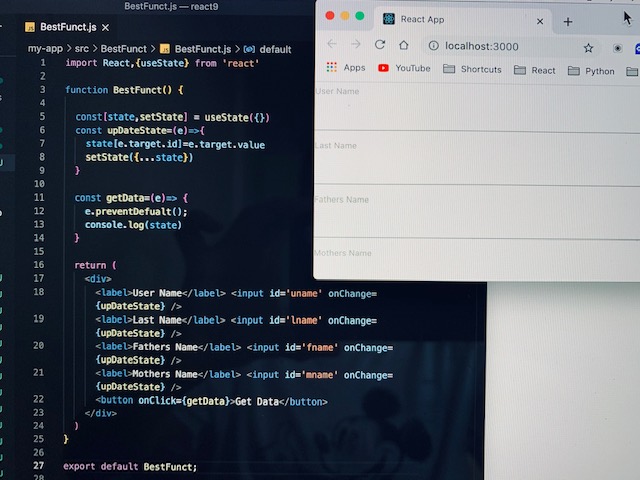 BestFunct.js — react9
BestFunct.js ×
my-app > src > BestFunct > JS BestFunct.js > default
1 import React,{useState} from 'react'
2
3 function BestFunct() {
4
5 const[state,setState] = useState({})
6 const upDateState=(e)=>{
7 state[e.target.id]=e.target.value
8 setState({...state})
9 }
10
11 const getData=(e)=> {
12 e.preventDefualt();
13 console.log(state)
14 }
15
16 return (
17 <div>
18 <label>User Name</label> <input id='uname' onChange=
{upDateState} />
19 <label>Last Name</label> <input id='lname' onChange=
{upDateState} />
20 <label>Fathers Name</label> <input id='fname' onChange=
{upDateState} />
21 <label>Mothers Name</label> <input id='mname' onChange=
{upDateState} />
22 <button onClick={getData}>Get Data</button>
23 </div>
24 )
25 }
26
27 export default BestFunct;
28
React App
localhost:3000
Apps YouTube Shortcuts React Python
User Name
Last Name
Fathers Name
Mothers Name